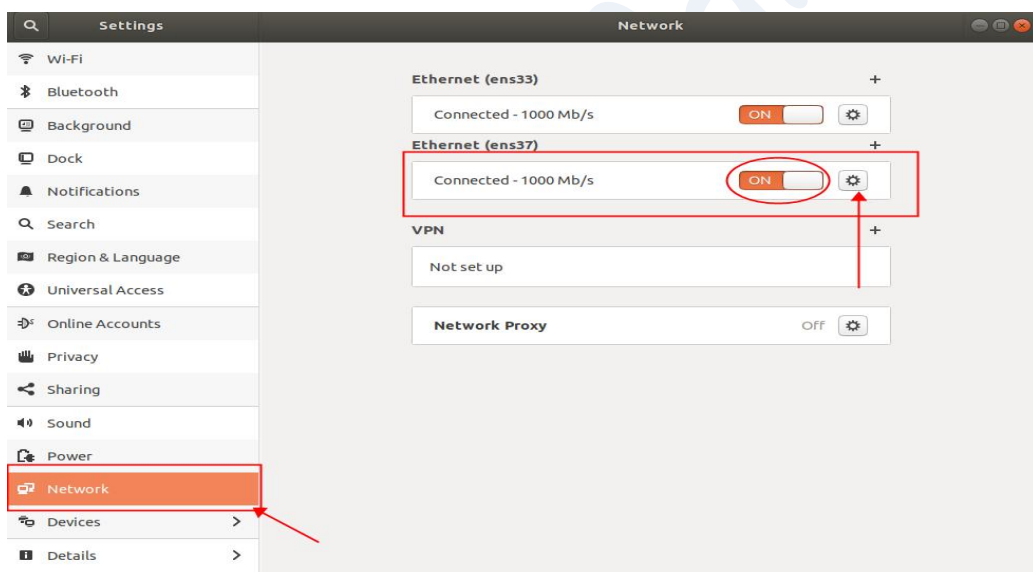 Settings
Network
Wi-Fi
Bluetooth
Background
Dock
Notifications
Search
Region & Language
Universal Access
Online Accounts
Privacy
Sharing
Sound
Power
Network
Devices
Details
Ethernet (ens33)
+
Connected - 1000 Mb/s
ON
Ethernet (ens37)
+
Connected - 1000 Mb/s
ON
VPN
+
Not set up
Network Proxy
Off